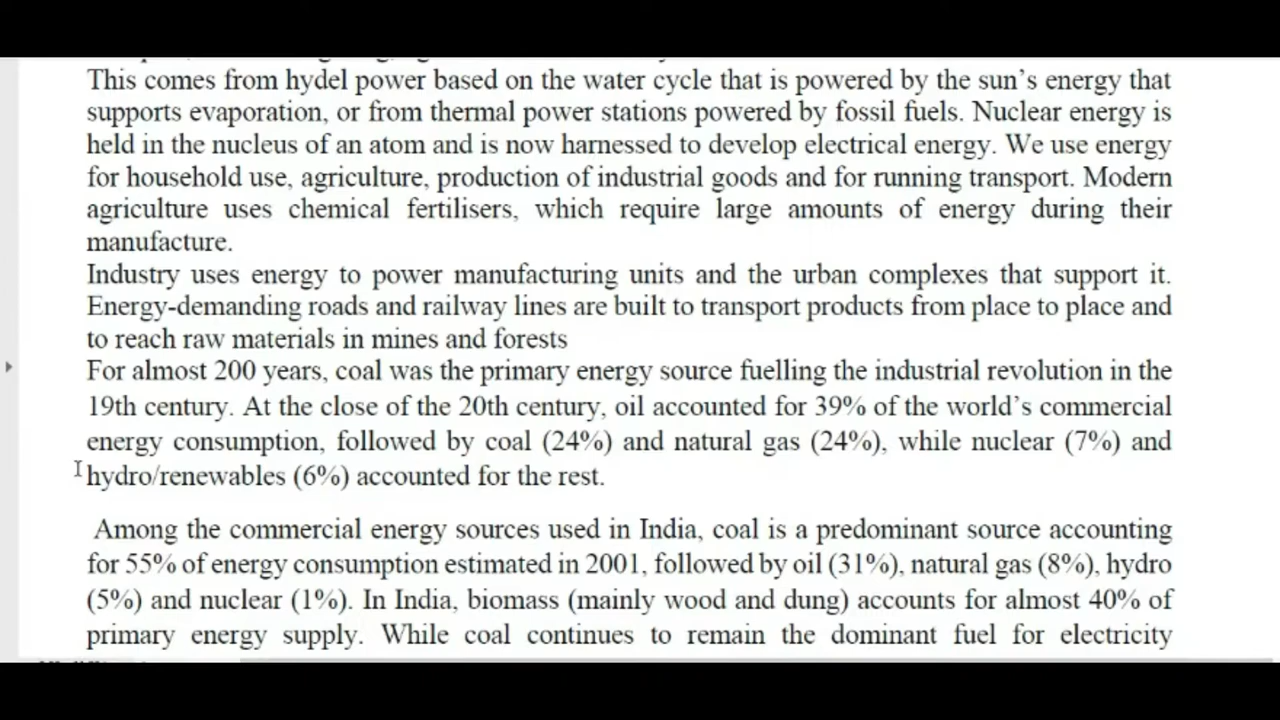 This comes from hydel power based on the water cycle that is powered by the sun's energy that
supports evaporation, or from thermal power stations powered by fossil fuels. Nuclear energy is
held in the nucleus of an atom and is now harnessed to develop electrical energy. We use energy
for household use, agriculture, production of industrial goods and for running transport. Modern
agriculture uses chemical fertilisers, which require large amounts of energy during their
manufacture.
Industry uses energy to power manufacturing units and the urban complexes that support it.
Energy-demanding roads and railway lines are built to transport products from place to place and
to reach raw materials in mines and forests
For almost 200 years, coal was the primary energy source fuelling the industrial revolution in the
19th century. At the close of the 20th century, oil accounted for 39% of the world's commercial
energy consumption, followed by coal (24%) and natural gas (24%), while nuclear (7%) and
hydro/renewables (6%) accounted for the rest.
Among the commercial energy sources used in India, coal is a predominant source accounting
for 55% of energy consumption estimated in 2001, followed by oil (31%), natural gas (8%), hydro
(5%) and nuclear (1%). In India, biomass (mainly wood and dung) accounts for almost 40% of
primary energy supply. While coal continues to remain the dominant fuel for electricity